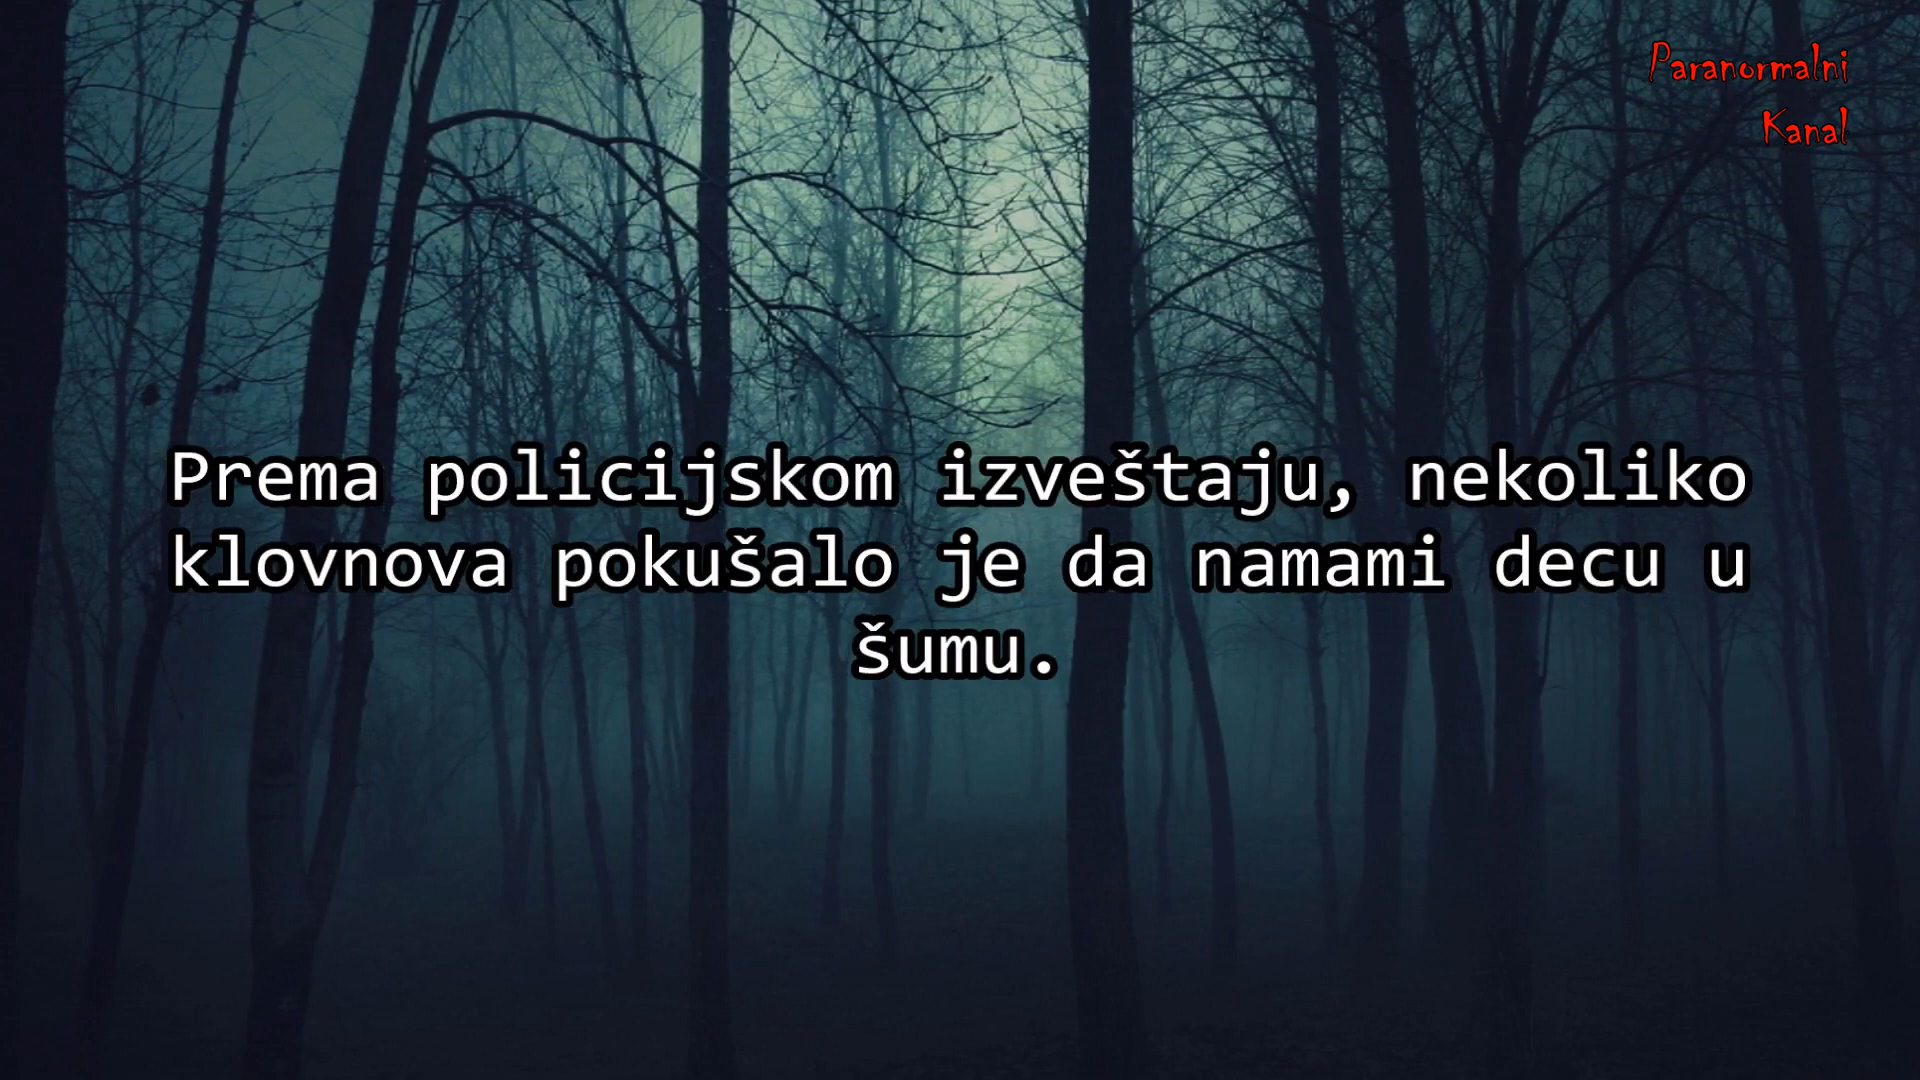 Paranormalni
Kanal
Prema policijskom izveštaju, nekoliko
klovnova pokušalo je da namami decu u
šumu.